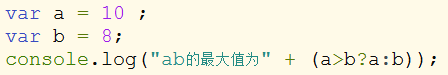 var a = 10 ;
var b = 8;
console.log("ab的最大值为" + (a>b?a:b));